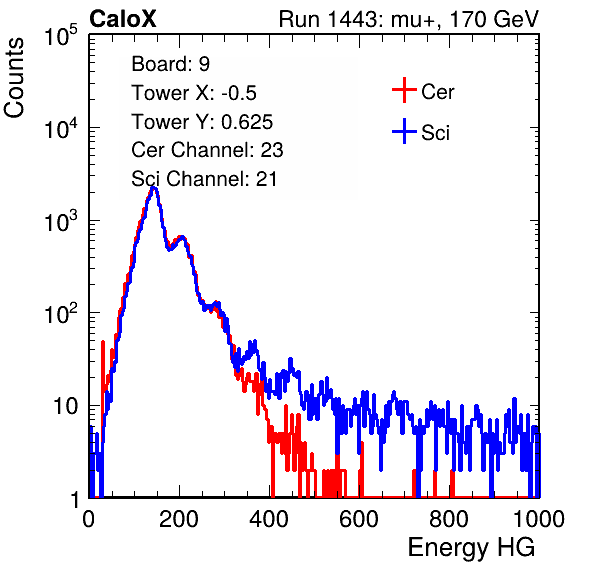 CaloX Run 1443: mu+, 170 GeV
Counts
10^5
10^4
10^3
10^2
10
1
Board: 9
Tower X: -0.5
Tower Y: 0.625
Cer Channel: 23
Sci Channel: 21
Cer
Sci
0 200 400 600 800 1000
Energy HG